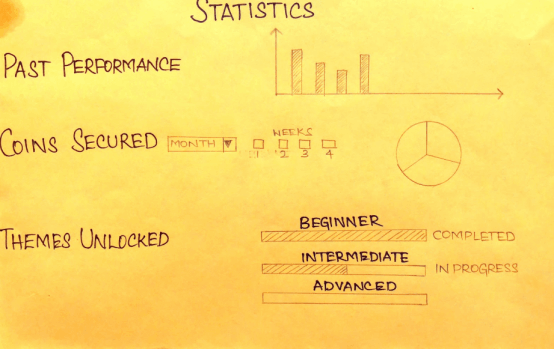 STATISTICS
PAST PERFORMANCE
COINS SECURED MONTH WEEKS
1 2 3 4
THEMES UNLOCKED
BEGINNER
COMPLETED
INTERMEDIATE
IN PROGRESS
ADVANCED